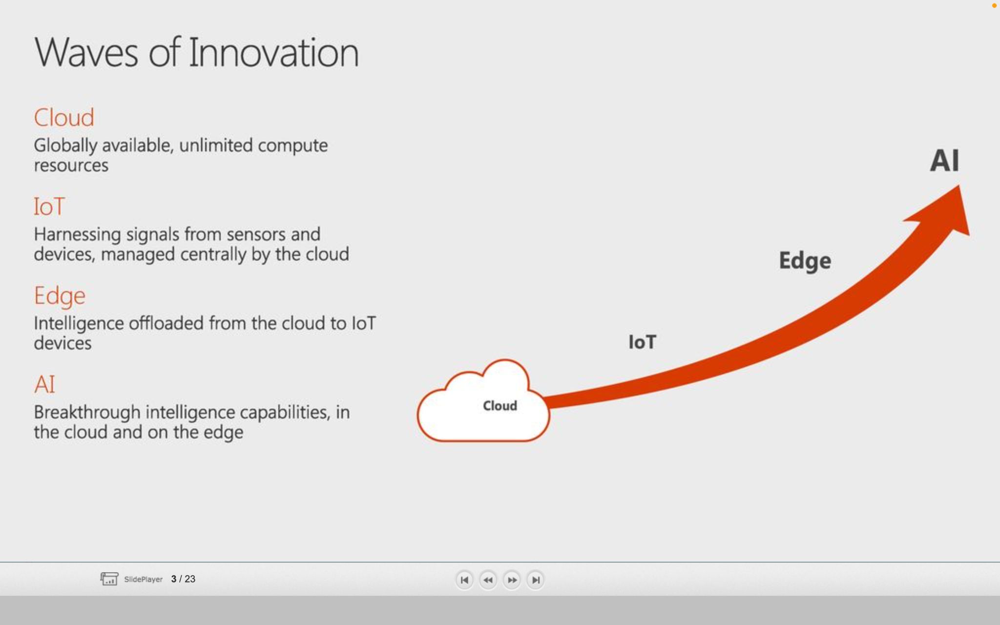 Waves of Innovation
Cloud
Globally available, unlimited compute
resources
IoT
Harnessing signals from sensors and
devices, managed centrally by the cloud
Edge
Intelligence offloaded from the cloud to IoT
devices
AI
Breakthrough intelligence capabilities, in
the cloud and on the edge
AI
Edge
IoT
Cloud
SlidePlayer 3 / 23